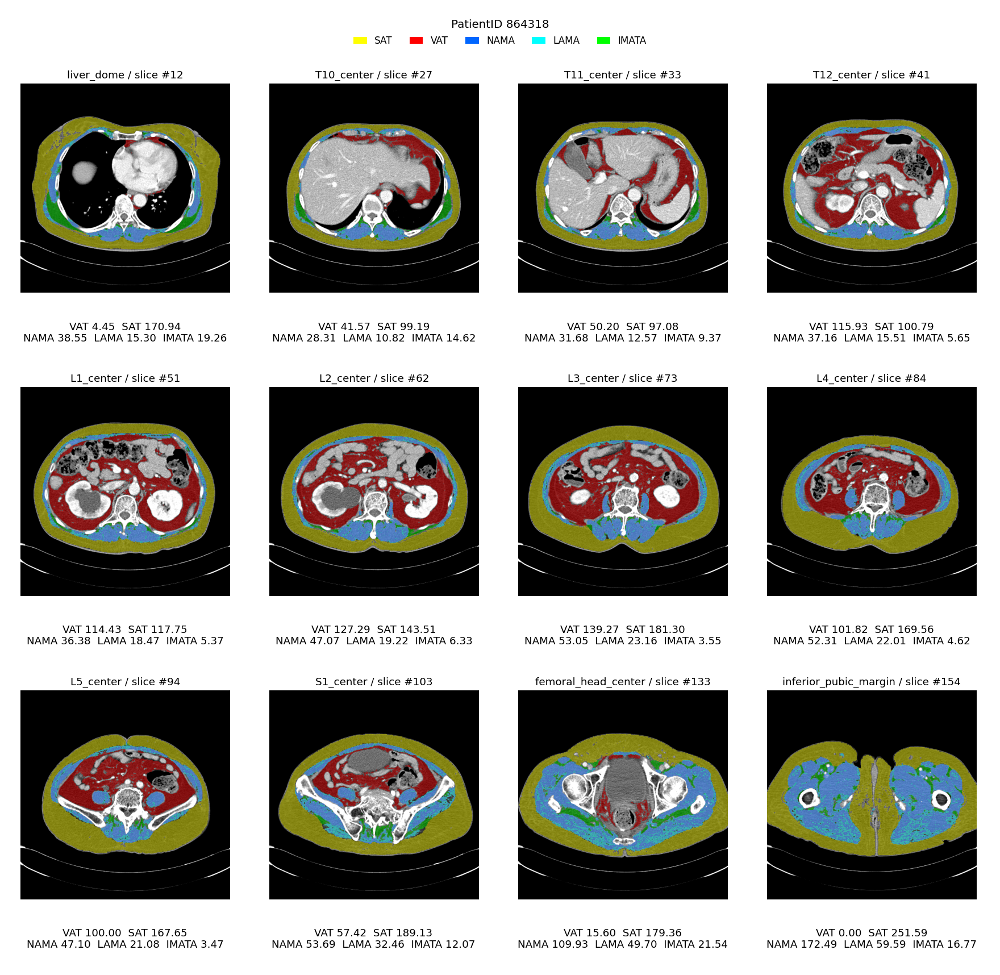 PatientID 864318
SAT VAT NAMA LAMA IMATA
liver_dome / slice #12
T10_center / slice #27
T11_center / slice #33
T12_center / slice #41
VAT 4.45  SAT 170.94
NAMA 38.55  LAMA 15.30  IMATA 19.26
VAT 41.57  SAT 99.19
NAMA 28.31  LAMA 10.82  IMATA 14.62
VAT 50.20  SAT 97.08
NAMA 31.68  LAMA 12.57  IMATA 9.37
VAT 115.93  SAT 100.79
NAMA 37.16  LAMA 15.51  IMATA 5.65
L1_center / slice #51
L2_center / slice #62
L3_center / slice #73
L4_center / slice #84
VAT 114.43  SAT 117.75
NAMA 36.38  LAMA 18.47  IMATA 5.37
VAT 127.29  SAT 143.51
NAMA 47.07  LAMA 19.22  IMATA 6.33
VAT 139.27  SAT 181.30
NAMA 53.05  LAMA 23.16  IMATA 3.55
VAT 101.82  SAT 169.56
NAMA 52.31  LAMA 22.01  IMATA 4.62
L5_center / slice #94
S1_center / slice #103
femoral_head_center / slice #133
inferior_pubic_margin / slice #154
VAT 100.00  SAT 167.65
NAMA 47.10  LAMA 21.08  IMATA 3.47
VAT 57.42  SAT 189.13
NAMA 53.69  LAMA 32.46  IMATA 12.07
VAT 15.60  SAT 179.36
NAMA 109.93  LAMA 49.70  IMATA 21.54
VAT 0.00  SAT 251.59
NAMA 172.49  LAMA 59.59  IMATA 16.77